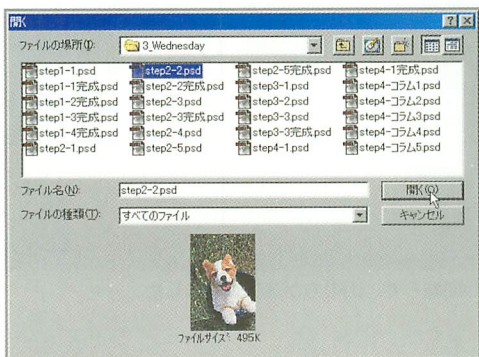 開く
ファイルの場所(I):
3_Wednesday
step1-1.psd
step1-1完成.psd
step1-2完成.psd
step1-3完成.psd
step1-4完成.psd
step2-1.psd
step2-2.psd
step2-2完成.psd
step2-3.psd
step2-3完成.psd
step2-4.psd
step2-5.psd
step2-5完成.psd
step3-1.psd
step3-2.psd
step3-3.psd
step3-3完成.psd
step4-1.psd
step4-1完成.psd
step4-コラム1.psd
step4-コラム2.psd
step4-コラム3.psd
step4-コラム4.psd
step4-コラム5.psd
ファイル名(N):
step2-2.psd
開く(O)
ファイルの種類(T):
すべてのファイル
キャンセル
ファイルサイズ: 495K